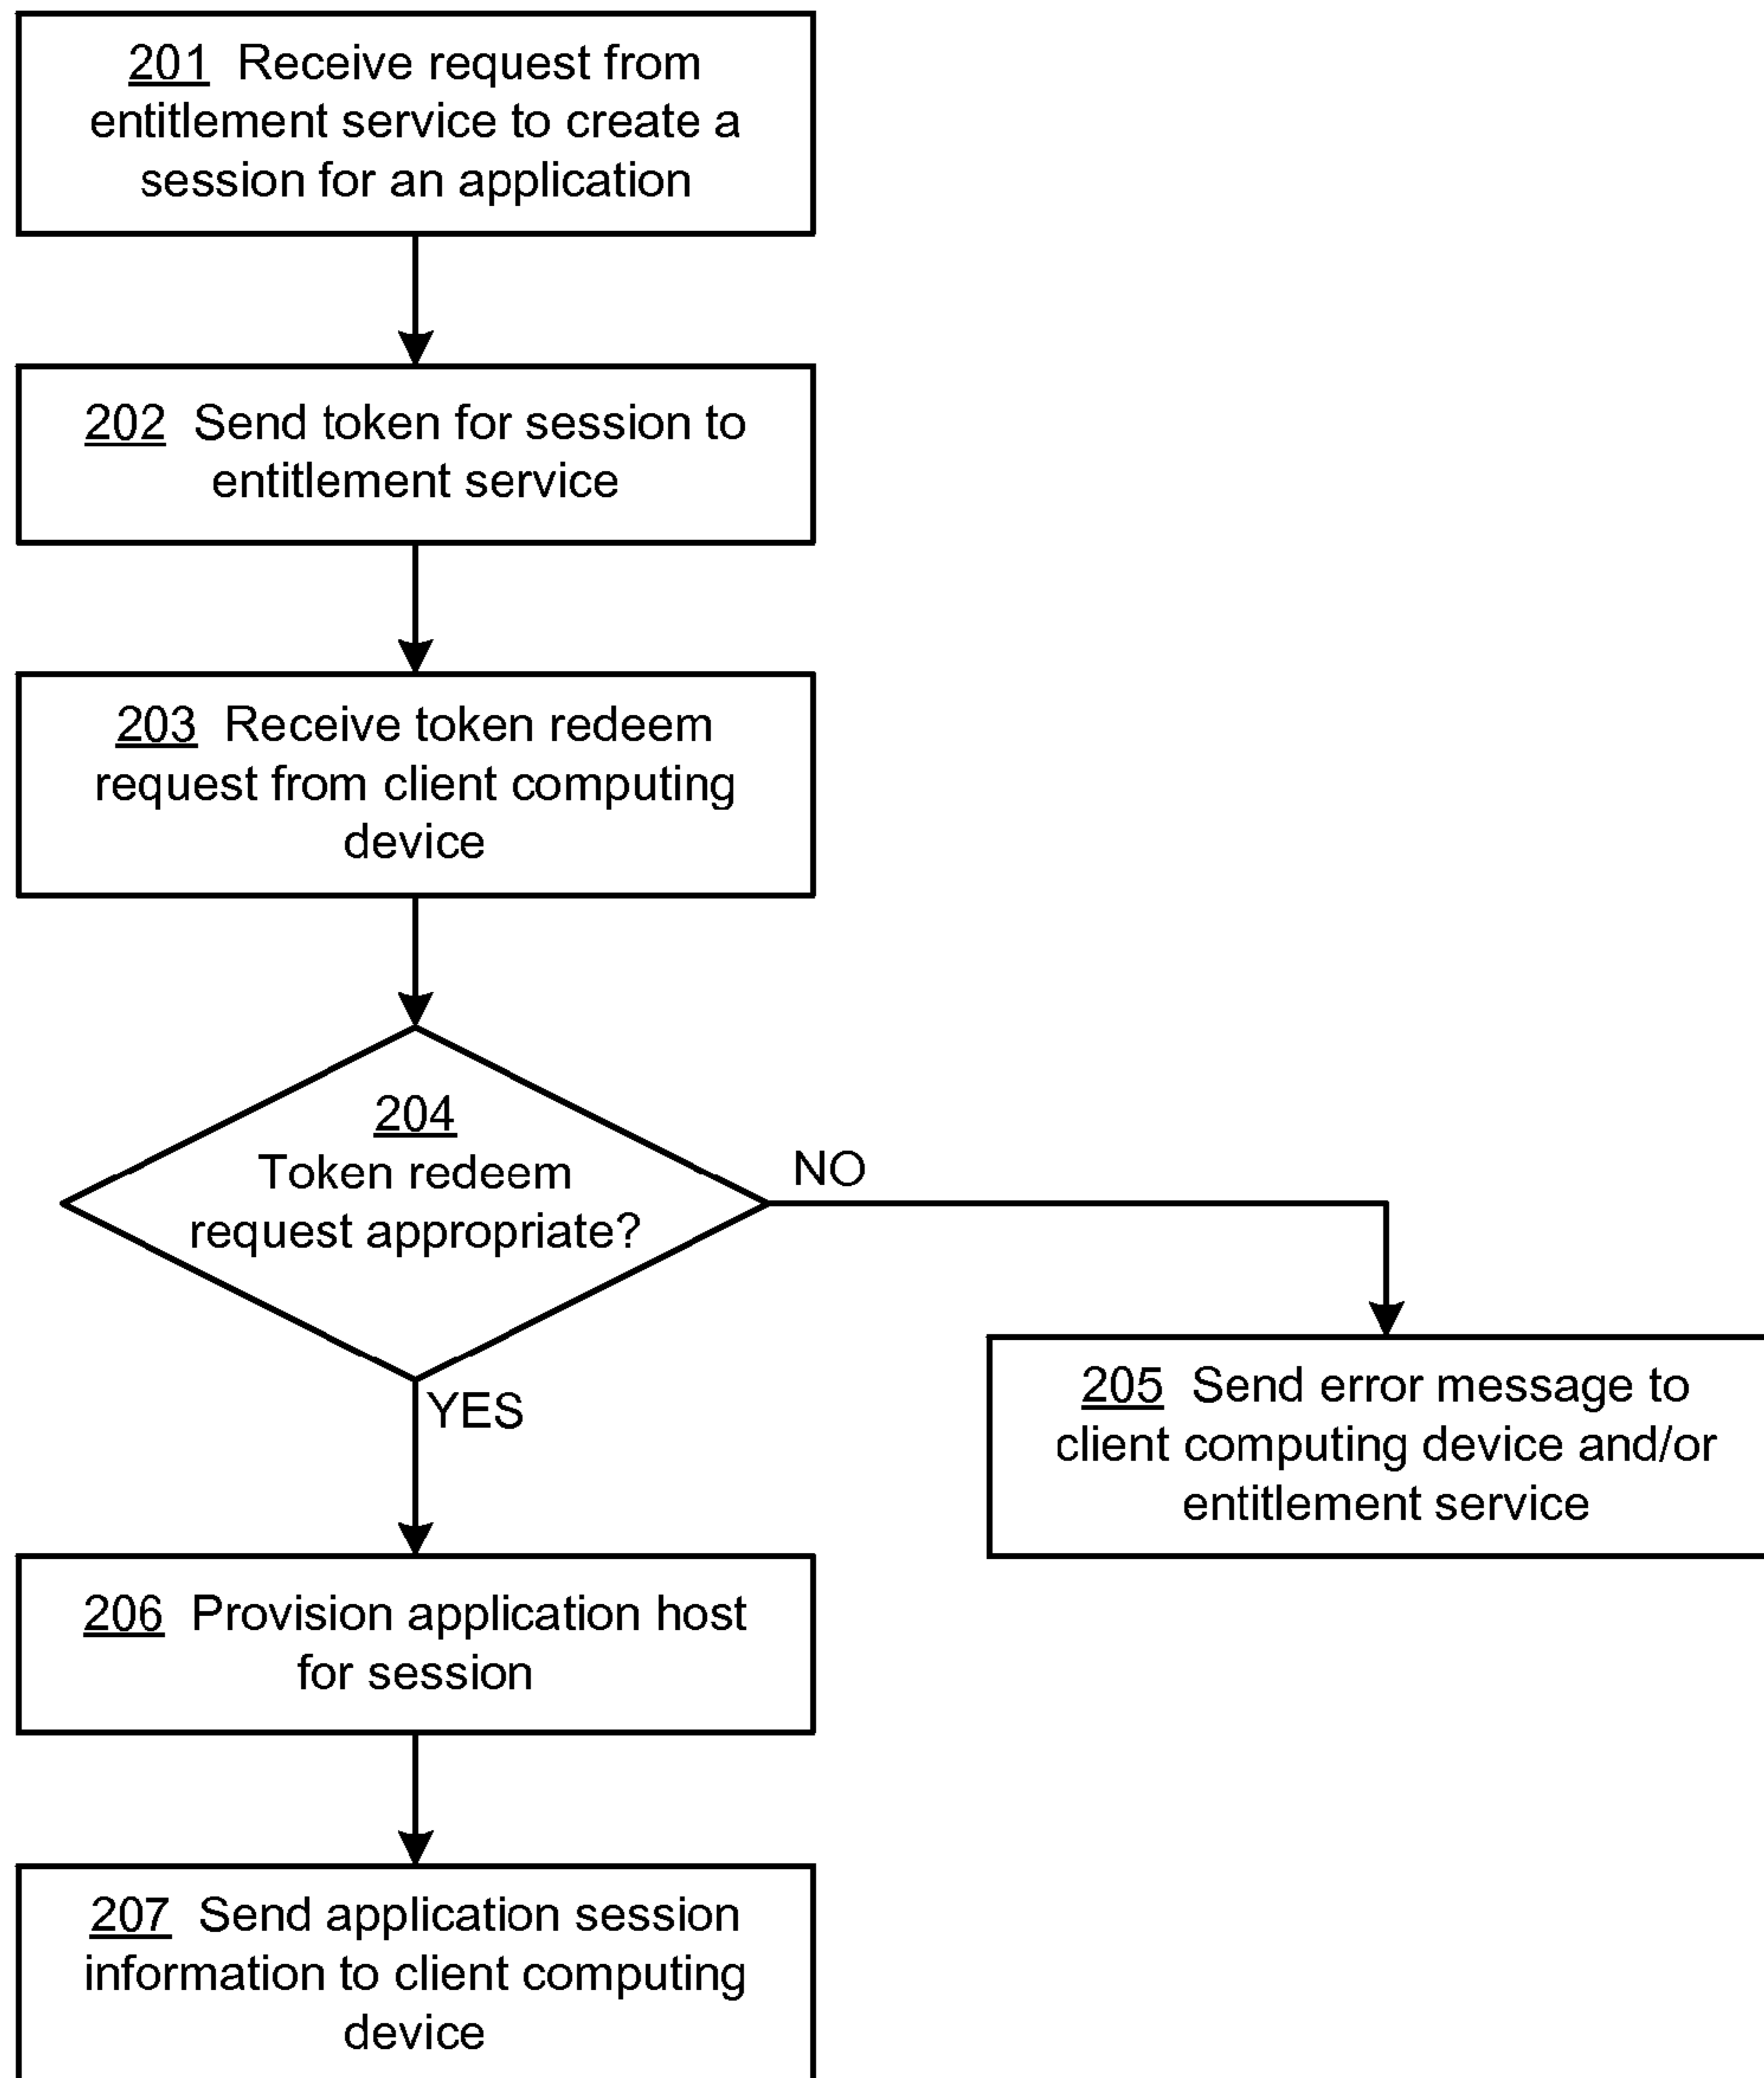 201 Receive request from
entitlement service to create a
session for an application
202 Send token for session to
entitlement service
203 Receive token redeem
request from client computing
device
204
Token redeem
request appropriate?
NO
YES
205 Send error message to
client computing device and/or
entitlement service
206 Provision application host
for session
207 Send application session
information to client computing
device